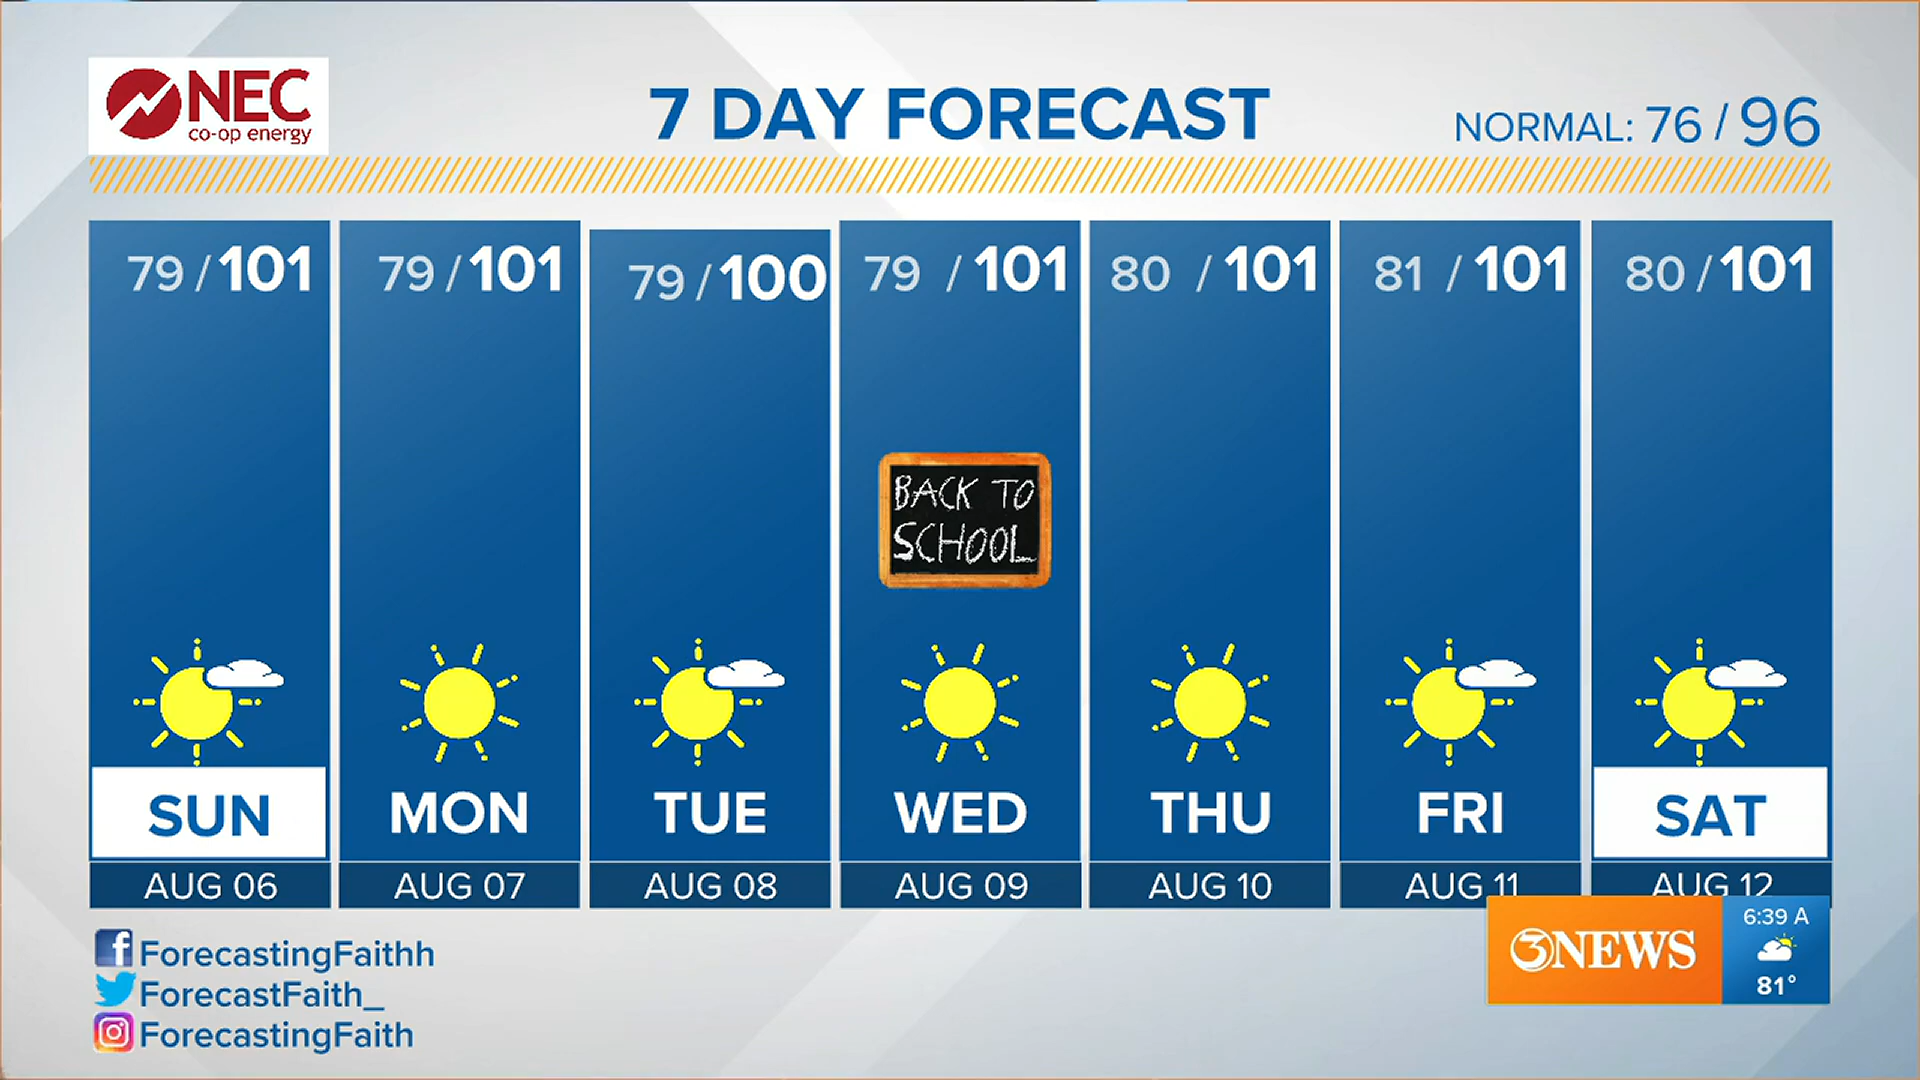 NEC
co-op energy
7 DAY FORECAST
NORMAL: 76 / 96
79 / 101
79 / 101
79 / 100
79 / 101
80 / 101
81 / 101
80 / 101
BACK TO
SCHOOL
SUN
MON
TUE
WED
THU
FRI
SAT
AUG 06
AUG 07
AUG 08
AUG 09
AUG 10
AUG 11
AUG 12
ForecastingFaithh
ForecastFaith_
ForecastingFaith
3NEWS
6:39 A
81°